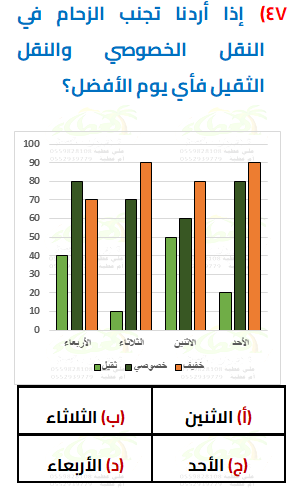 ٤٧) إذا أردنا تجنب الزحام في
النقل الخصوصي والنقل
الثقيل فأي يوم الأفضل؟
100
90
80
70
60
50
40
30
20
10
0
الأحد
الاثنين
الثلاثاء
الأربعاء
خفيف خصوصي ثقيل
(أ) الاثنين (ب) الثلاثاء
(ج) الأحد (د) الأربعاء